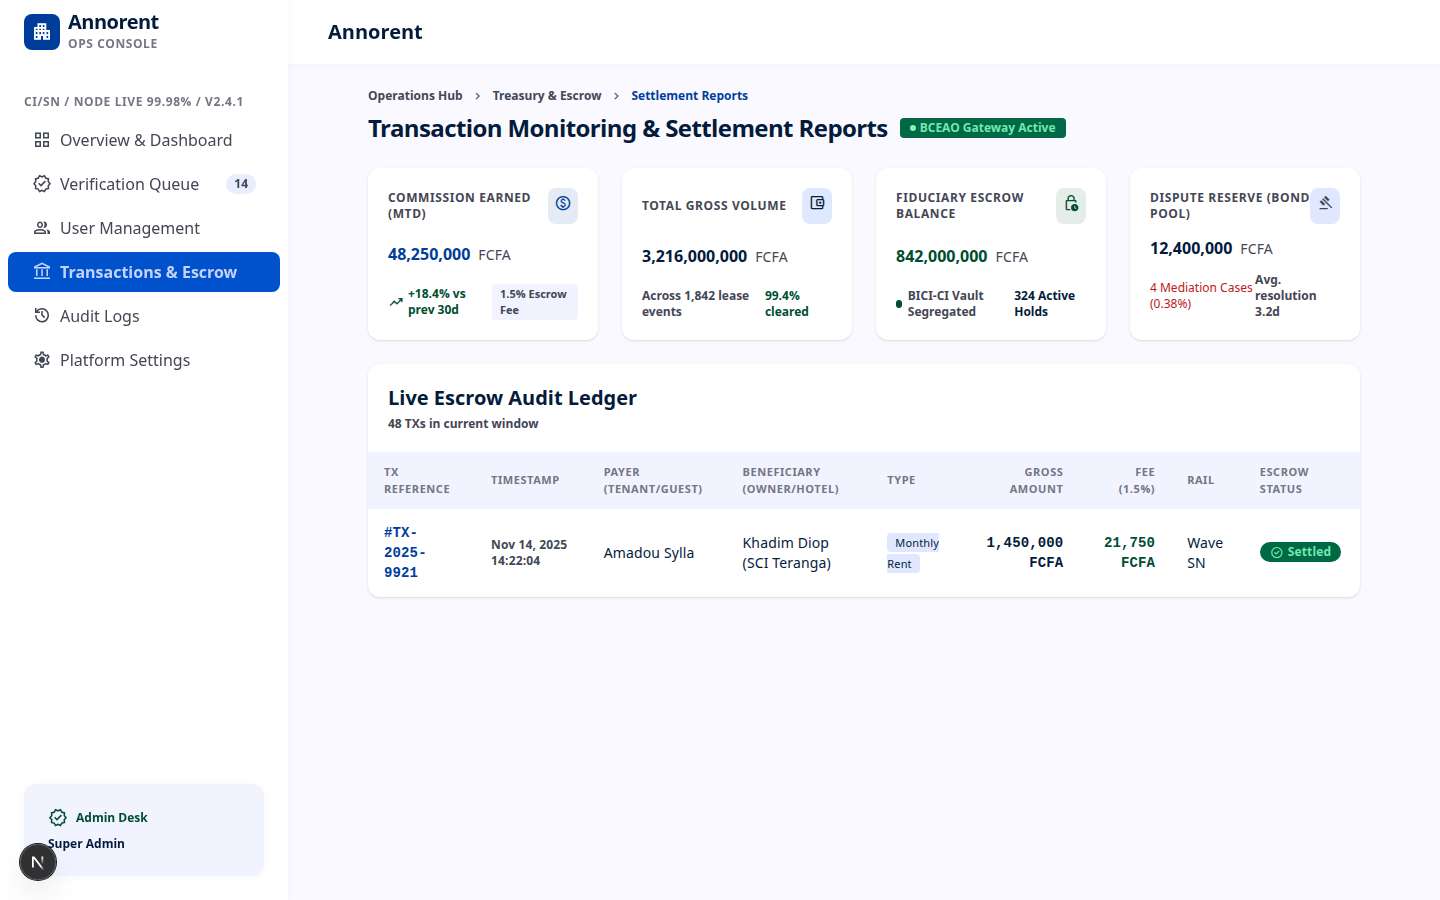 Annorent
OPS CONSOLE
CI/SN / NODE LIVE 99.98% / V2.4.1
Overview & Dashboard
Verification Queue 14
User Management
Transactions & Escrow
Audit Logs
Platform Settings
Admin Desk
Super Admin
N
Annorent
Operations Hub > Treasury & Escrow > Settlement Reports
Transaction Monitoring & Settlement Reports
BCEAO Gateway Active
COMMISSION EARNED
(MTD)
48,250,000 FCFA
+18.4% vs
prev 30d
1.5% Escrow
Fee
TOTAL GROSS VOLUME
3,216,000,000 FCFA
Across 1,842 lease
events
99.4%
cleared
FIDUCIARY ESCROW
BALANCE
842,000,000 FCFA
BICI-CI Vault
Segregated
324 Active
Holds
DISPUTE RESERVE (BOND
POOL)
12,400,000 FCFA
4 Mediation Cases
(0.38%)
Avg.
resolution
3.2d
Live Escrow Audit Ledger
48 TXs in current window
TX
REFERENCE
TIMESTAMP
PAYER
(TENANT/GUEST)
BENEFICIARY
(OWNER/HOTEL)
TYPE
GROSS
AMOUNT
FEE
(1.5%)
RAIL
ESCROW
STATUS
#TX-
2025-
9921
Nov 14, 2025
14:22:04
Amadou Sylla
Khadim Diop
(SCI Teranga)
Monthly
Rent
1,450,000
FCFA
21,750
FCFA
Wave
SN
Settled